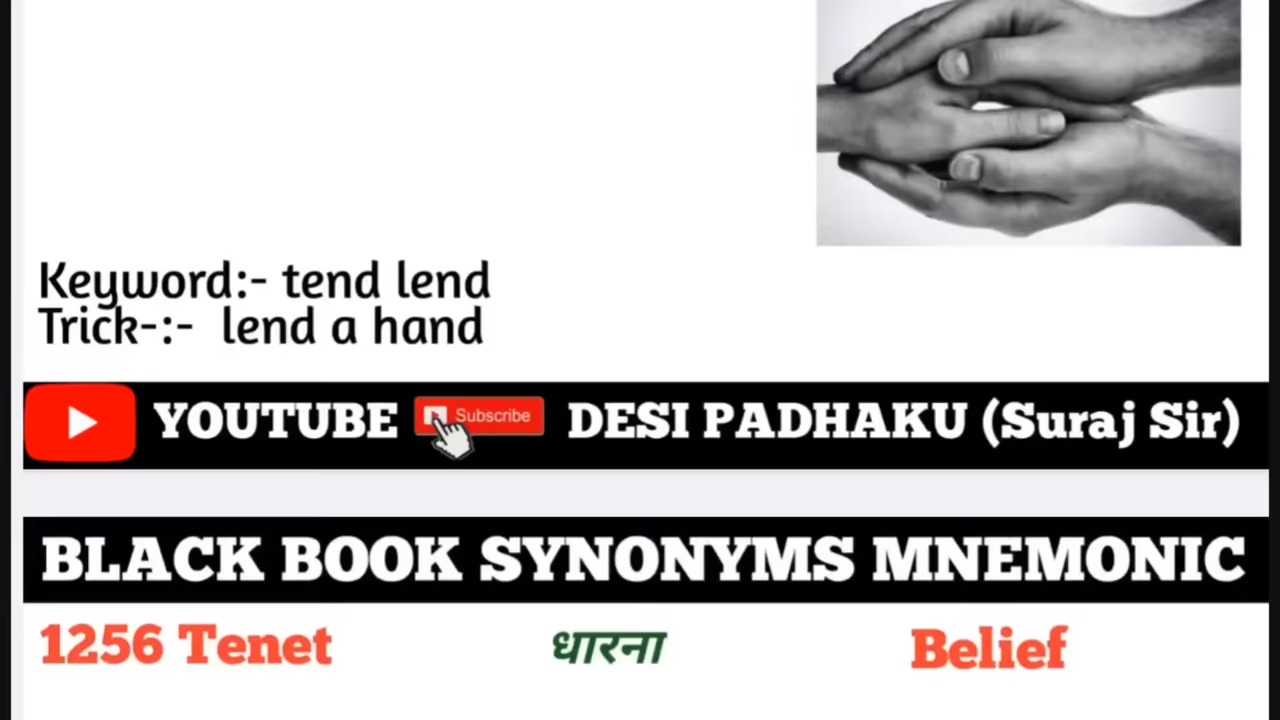 Keyword:- tend lend
Trick-:- lend a hand
YOUTUBE Subscribe DESI PADHAKU (Suraj Sir)
BLACK BOOK SYNONYMS MNEMONIC
1256 Tenet धारना Belief